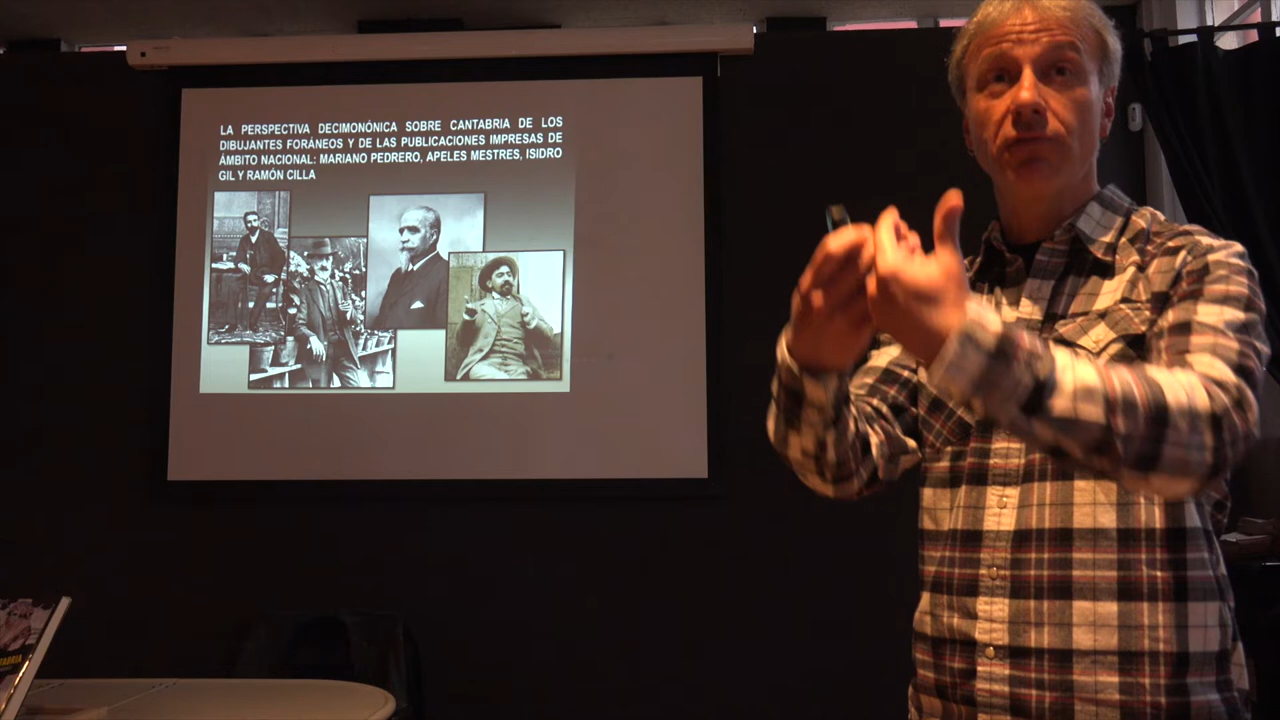 LA PERSPECTIVA DECIMONÓNICA SOBRE CANTABRIA DE LOS
DIBUJANTES FORÁNEOS Y DE LAS PUBLICACIONES IMPRESAS DE
ÁMBITO NACIONAL: MARIANO PEDRERO, APELES MESTRES, ISIDRO
GIL Y RAMÓN CILLA